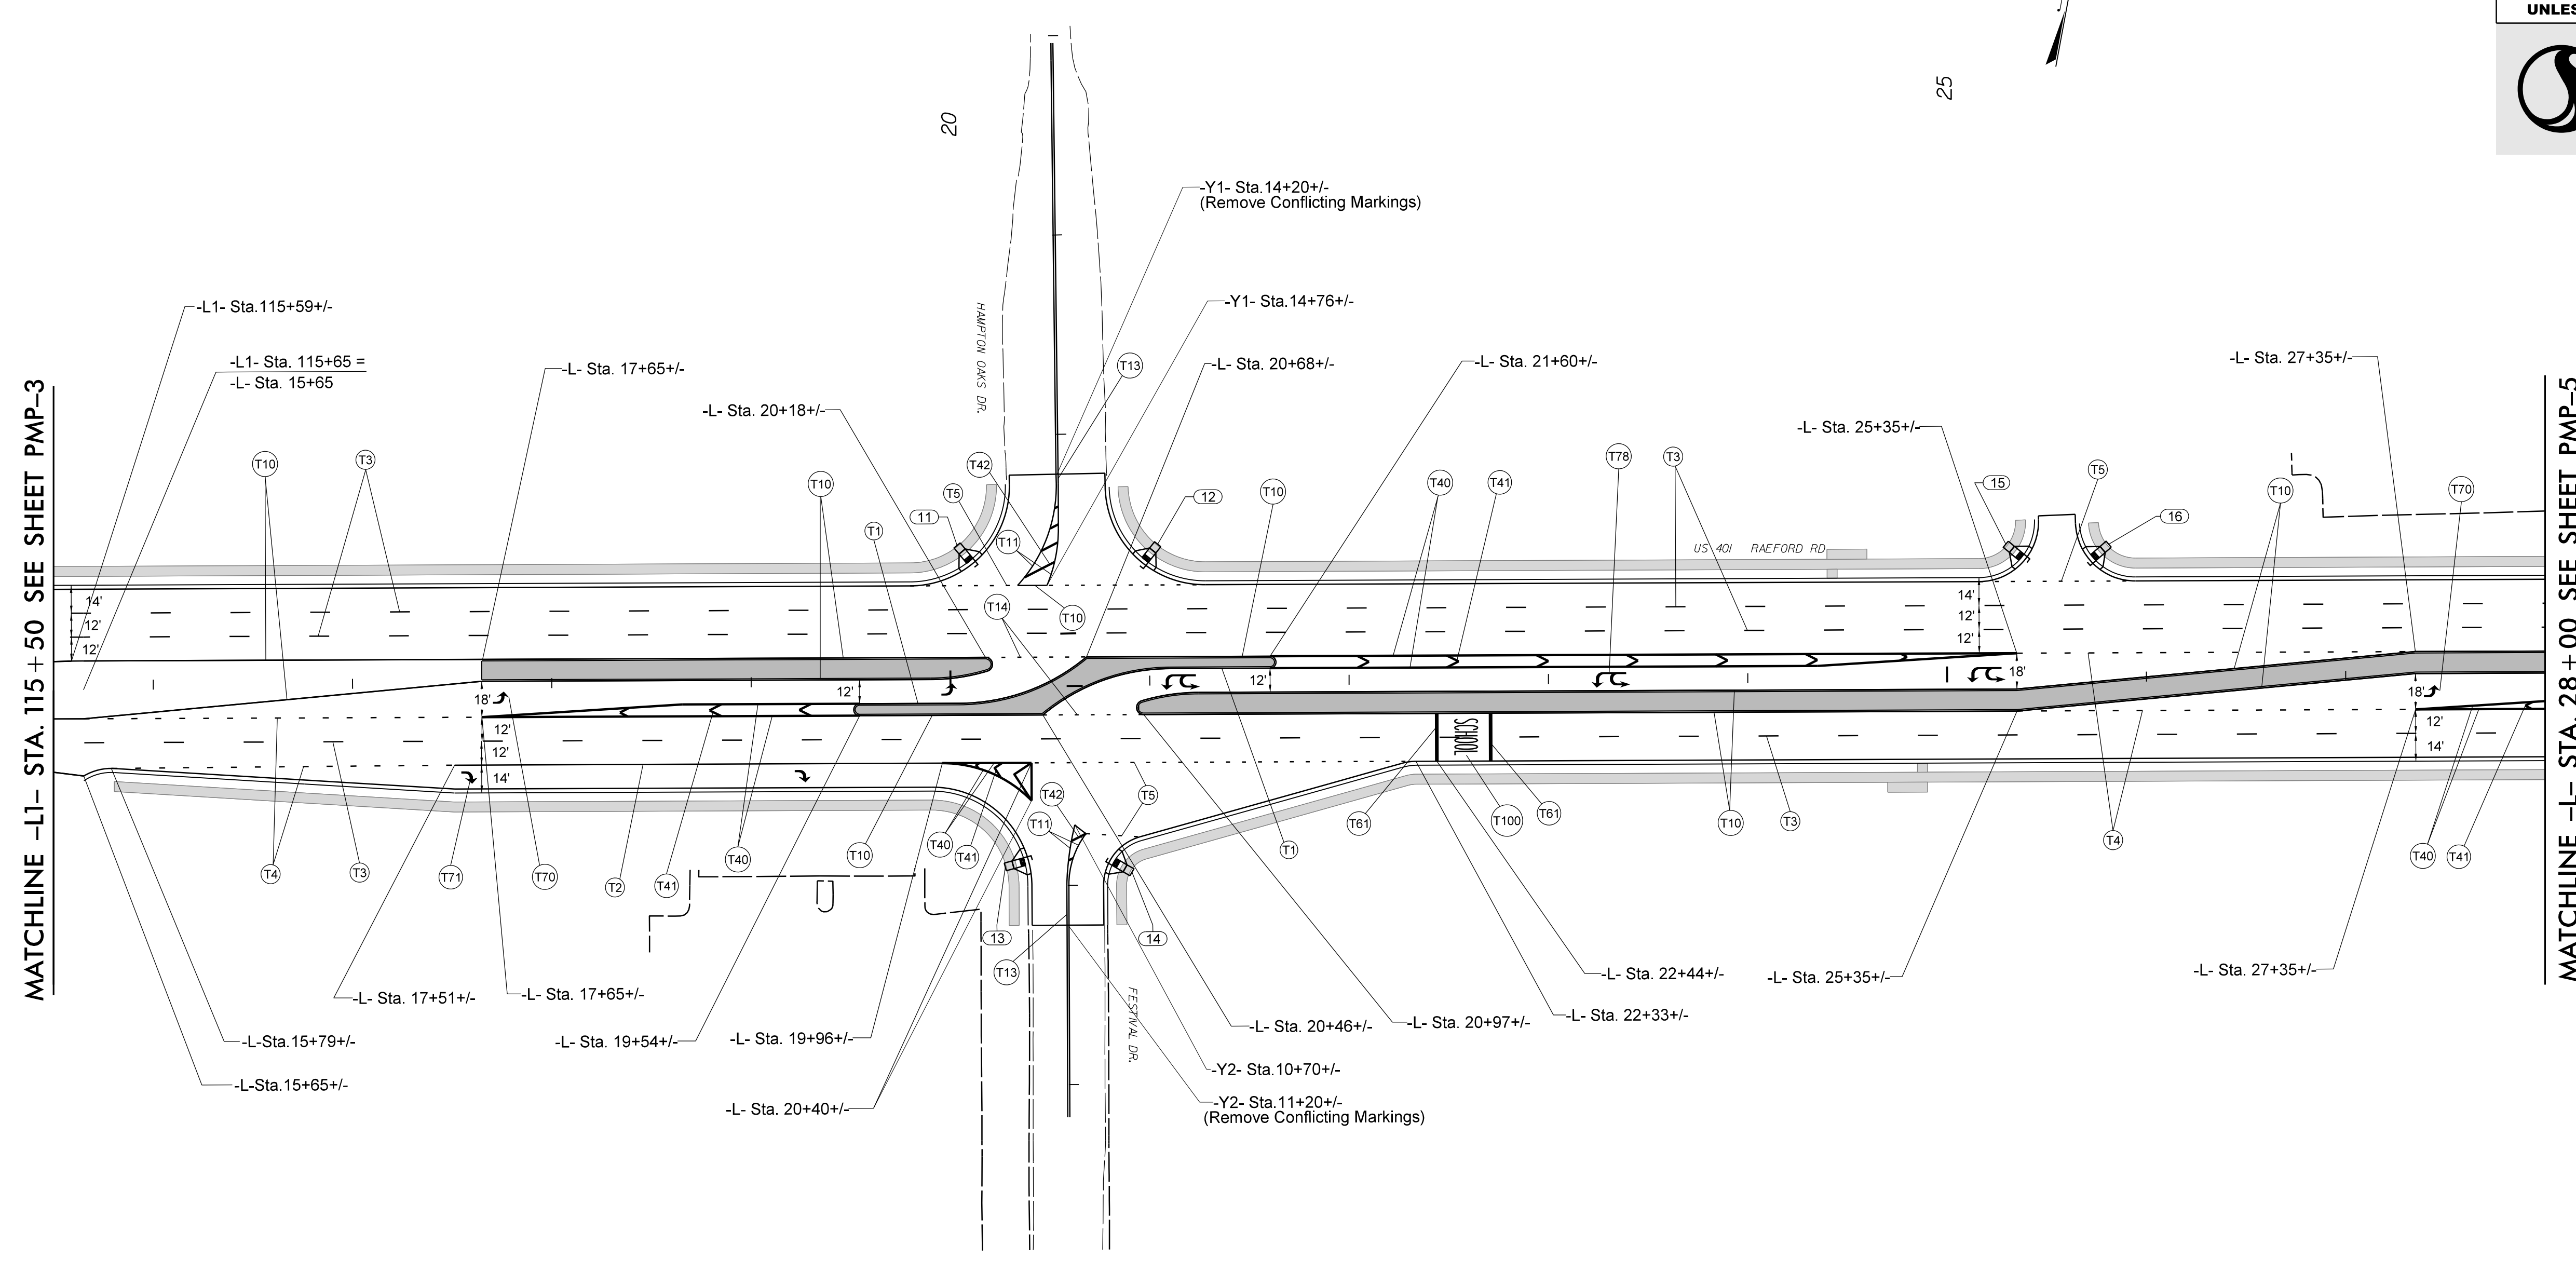 UNLES
20
25
-Y1- Sta.14+20+/-
(Remove Conflicting Markings)
-L1- Sta.115+59+/-
-Y1- Sta.14+76+/-
HAMPTON OAKS DR.
-L1- Sta. 115+65 =
-L- Sta. 15+65
-L- Sta. 17+65+/-
-L- Sta. 20+18+/-
T13
-L- Sta. 20+68+/-
-L- Sta. 21+60+/-
-L- Sta. 25+35+/-
-L- Sta. 27+35+/-
MATCHLINE -L1- STA. 115+50 SEE SHEET PMP-3
MATCHLINE -L- STA. 28+00 SEE SHEET PMP-5
T10
T3
T10
T1
T42
T5
11
T11
12
T10
T40
T41
T78
T3
15
T5
16
T10
T70
US 401 RAEFORD RD
T14
T10
14'
12'
12'
14'
12'
12'
18'
12'
12'
14'
12'
12'
18'
18'
12'
14'
SCHOOL
T4
T3
T71
T70
T2
T41
T40
T10
T40
T41
T42
T11
T5
T1
T61
T100
T61
T10
T3
T4
T40
T41
13
14
T13
FESTIVAL DR.
-L- Sta. 17+51+/-
-L- Sta. 17+65+/-
-L-Sta.15+79+/-
-L- Sta. 19+54+/-
-L- Sta. 19+96+/-
-L- Sta. 20+46+/-
-L- Sta. 20+97+/-
-L- Sta. 22+33+/-
-L- Sta. 22+44+/-
-L- Sta. 25+35+/-
-L- Sta. 27+35+/-
-L-Sta.15+65+/-
-L- Sta. 20+40+/-
-Y2- Sta.10+70+/-
-Y2- Sta.11+20+/-
(Remove Conflicting Markings)